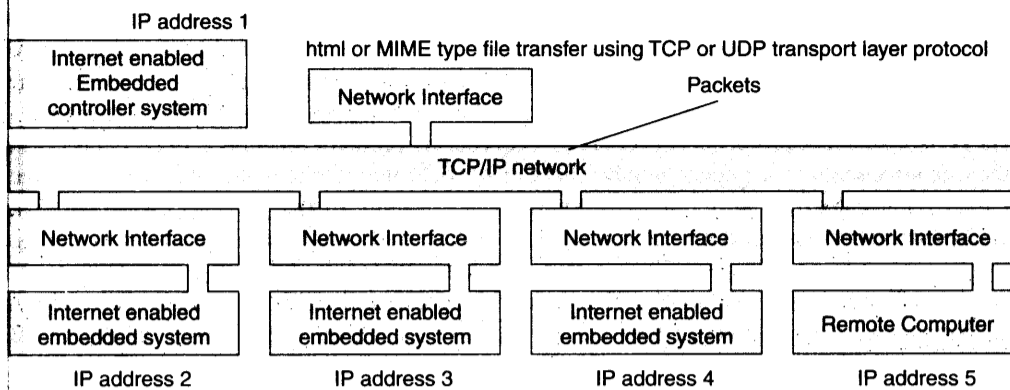 IP address 1
Internet enabled
Embedded
controller system
html or MIME type file transfer using TCP or UDP transport layer protocol
Network Interface
Packets
TCP/IP network
Network Interface
Network Interface
Network Interface
Network Interface
Internet enabled
embedded system
Internet enabled
embedded system
Internet enabled
embedded system
Remote Computer
IP address 2
IP address 3
IP address 4
IP address 5